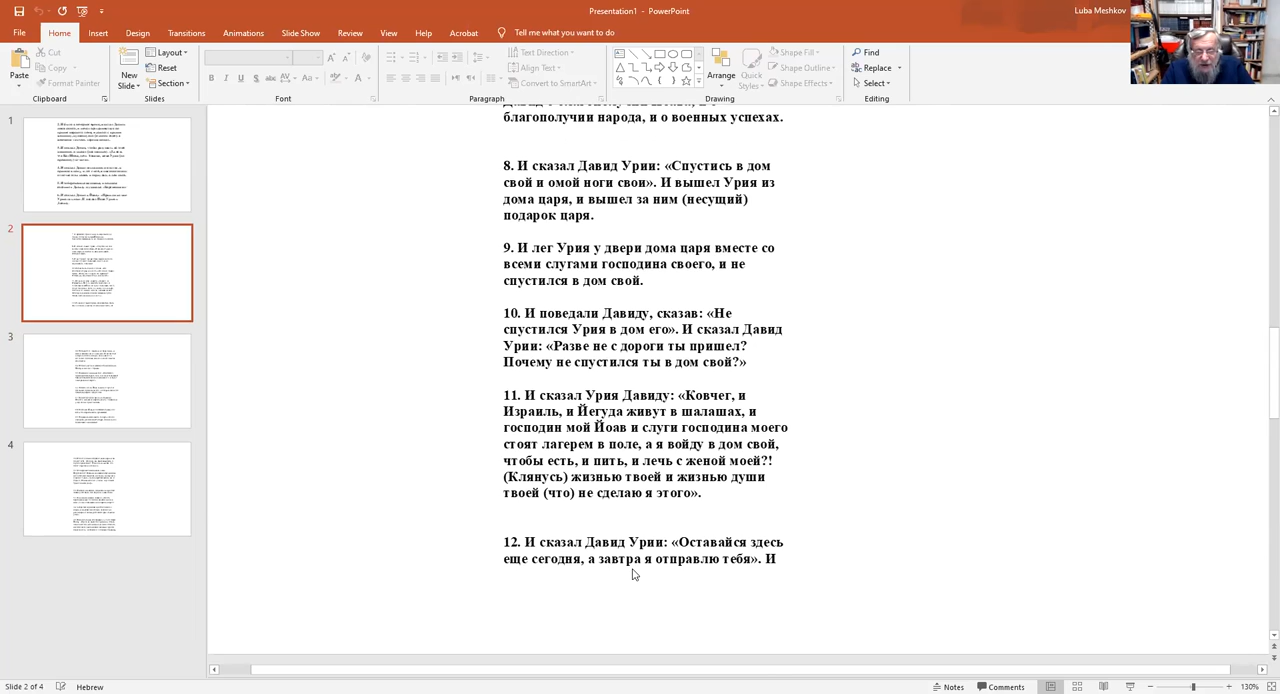 Presentation1 - PowerPoint
Luba Meshkov
File Home Insert Design Transitions Animations Slide Show Review View Help Acrobat Tell me what you want to do
Paste
Cut
Copy
Format Painter
Clipboard
New Slide
Layout
Reset
Section
Slides
Font
Text Direction
Align Text
Convert to SmartArt
Paragraph
Arrange
Quick Styles
Shape Fill
Shape Outline
Shape Effects
Drawing
Find
Replace
Select
Editing
1
2
3
4
благополучии народа, и о военных успехах.
8. И сказал Давид Урии: «Спустись в дом
свой и омой ноги свои». И вышел Урия из
дома царя, и вышел за ним (несущий)
подарок царя.
9. И лег Урия у двери дома царя вместе со
всеми слугами господина своего, и не
спустился в дом свой.
10. И поведали Давиду, сказав: «Не
спустился Урия в дом его». И сказал Давид
Урии: «Разве не с дороги ты пришел?
Почему не спустился ты в дом свой?»
11. И сказал Урия Давиду: «Ковчег, и
Израиль, и Йегуда живут в шалашах, и
господин мой Йоав и слуги господина моего
стоят лагерем в поле, а я войду в дом свой,
чтобы есть, и пить, и лечь с женой моей?!
(Клянусь) жизнью твоей и жизнью души
твоей (что) не сделаю я этого».
12. И сказал Давид Урии: «Оставайся здесь
еще сегодня, а завтра я отправлю тебя». И
Slide 2 of 4
Hebrew
Notes
Comments
130%